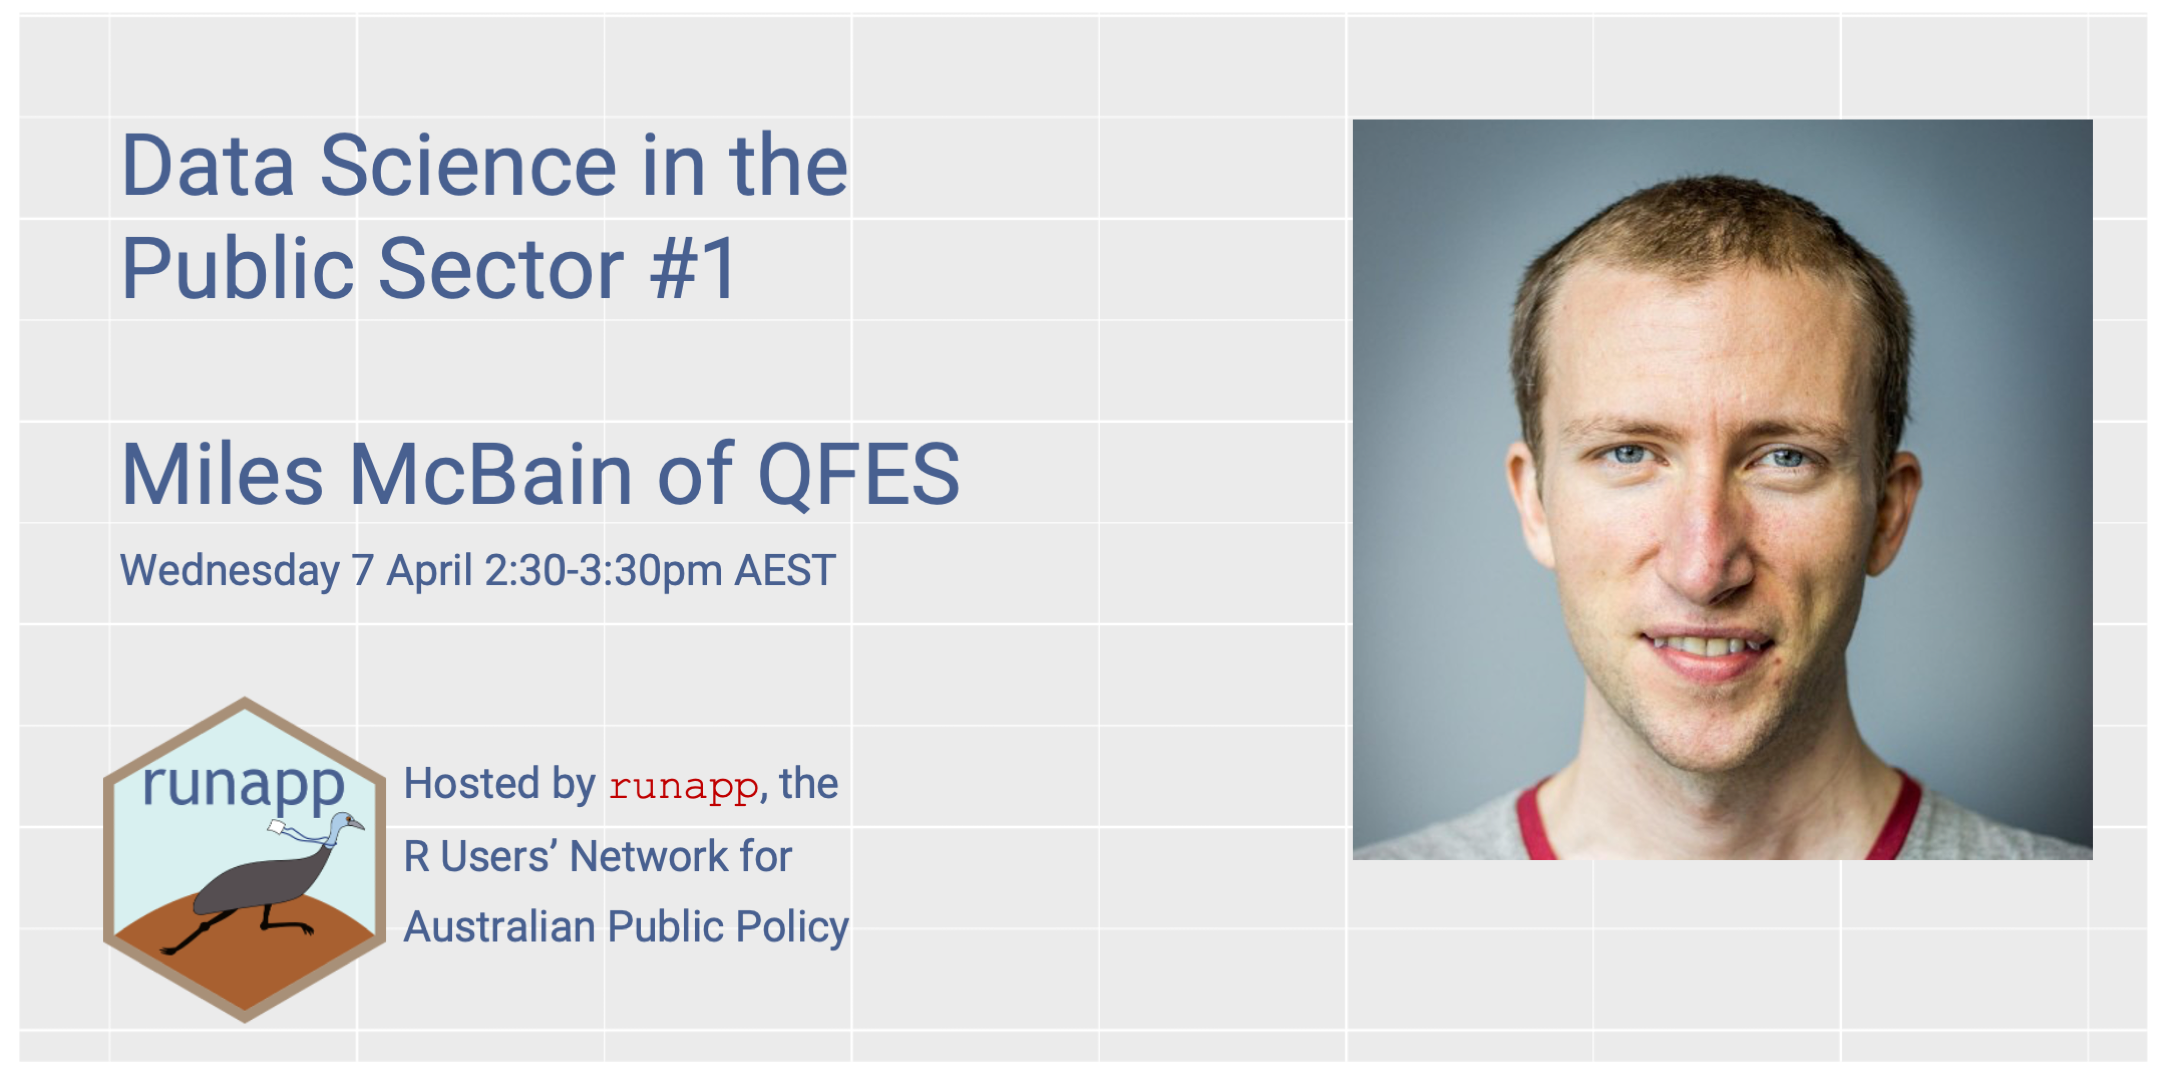 Data Science in the
Public Sector #1
Miles McBain of QFES
Wednesday 7 April 2:30-3:30pm AEST
runapp
Hosted by runapp, the
R Users’ Network for
Australian Public Policy